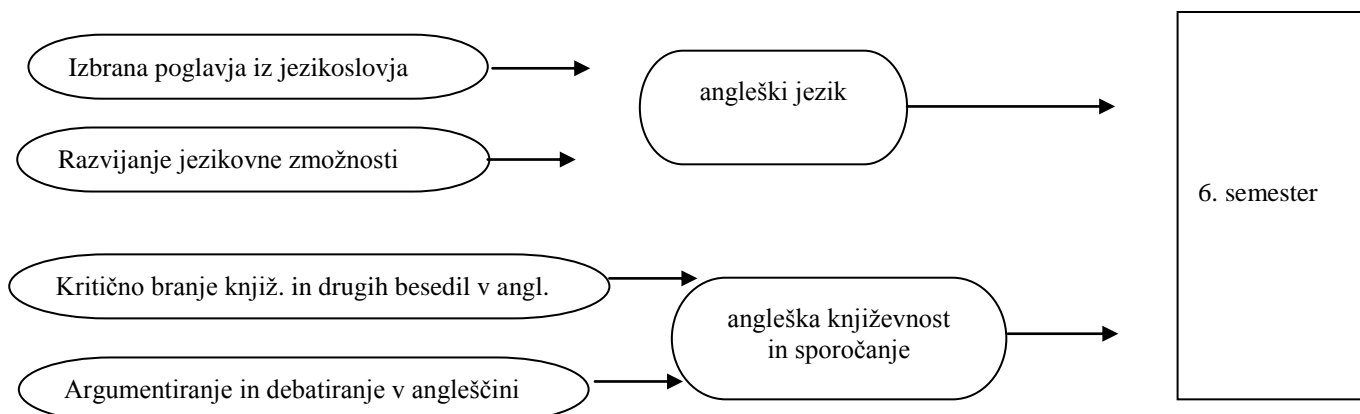 Izbrana poglavja iz jezikoslovja
angleški jezik
Razvijanje jezikovne zmožnosti
6. semester
Kritično branje knjiž. in drugih besedil v angl.
angleška književnost
in sporočanje
Argumentiranje in debatiranje v angleščini